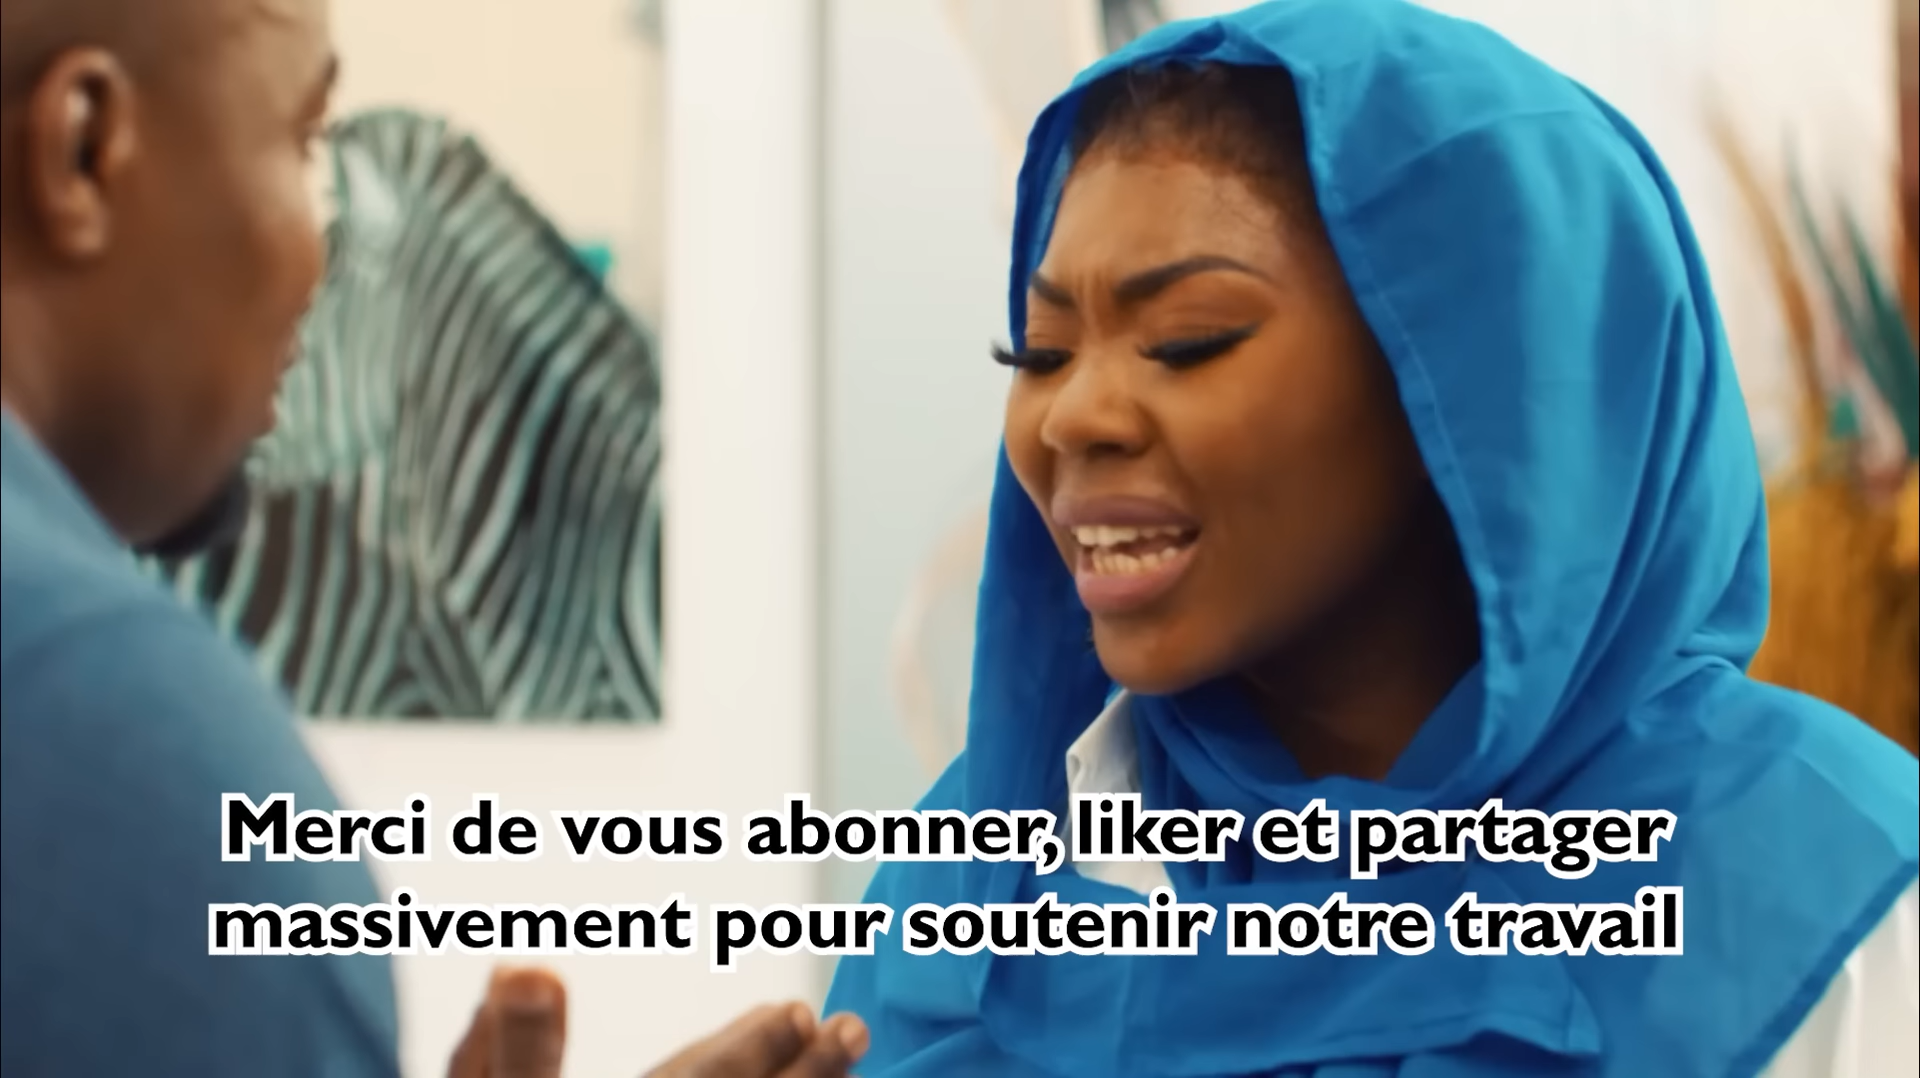 Merci de vous abonner, liker et partager
massivement pour soutenir notre travail